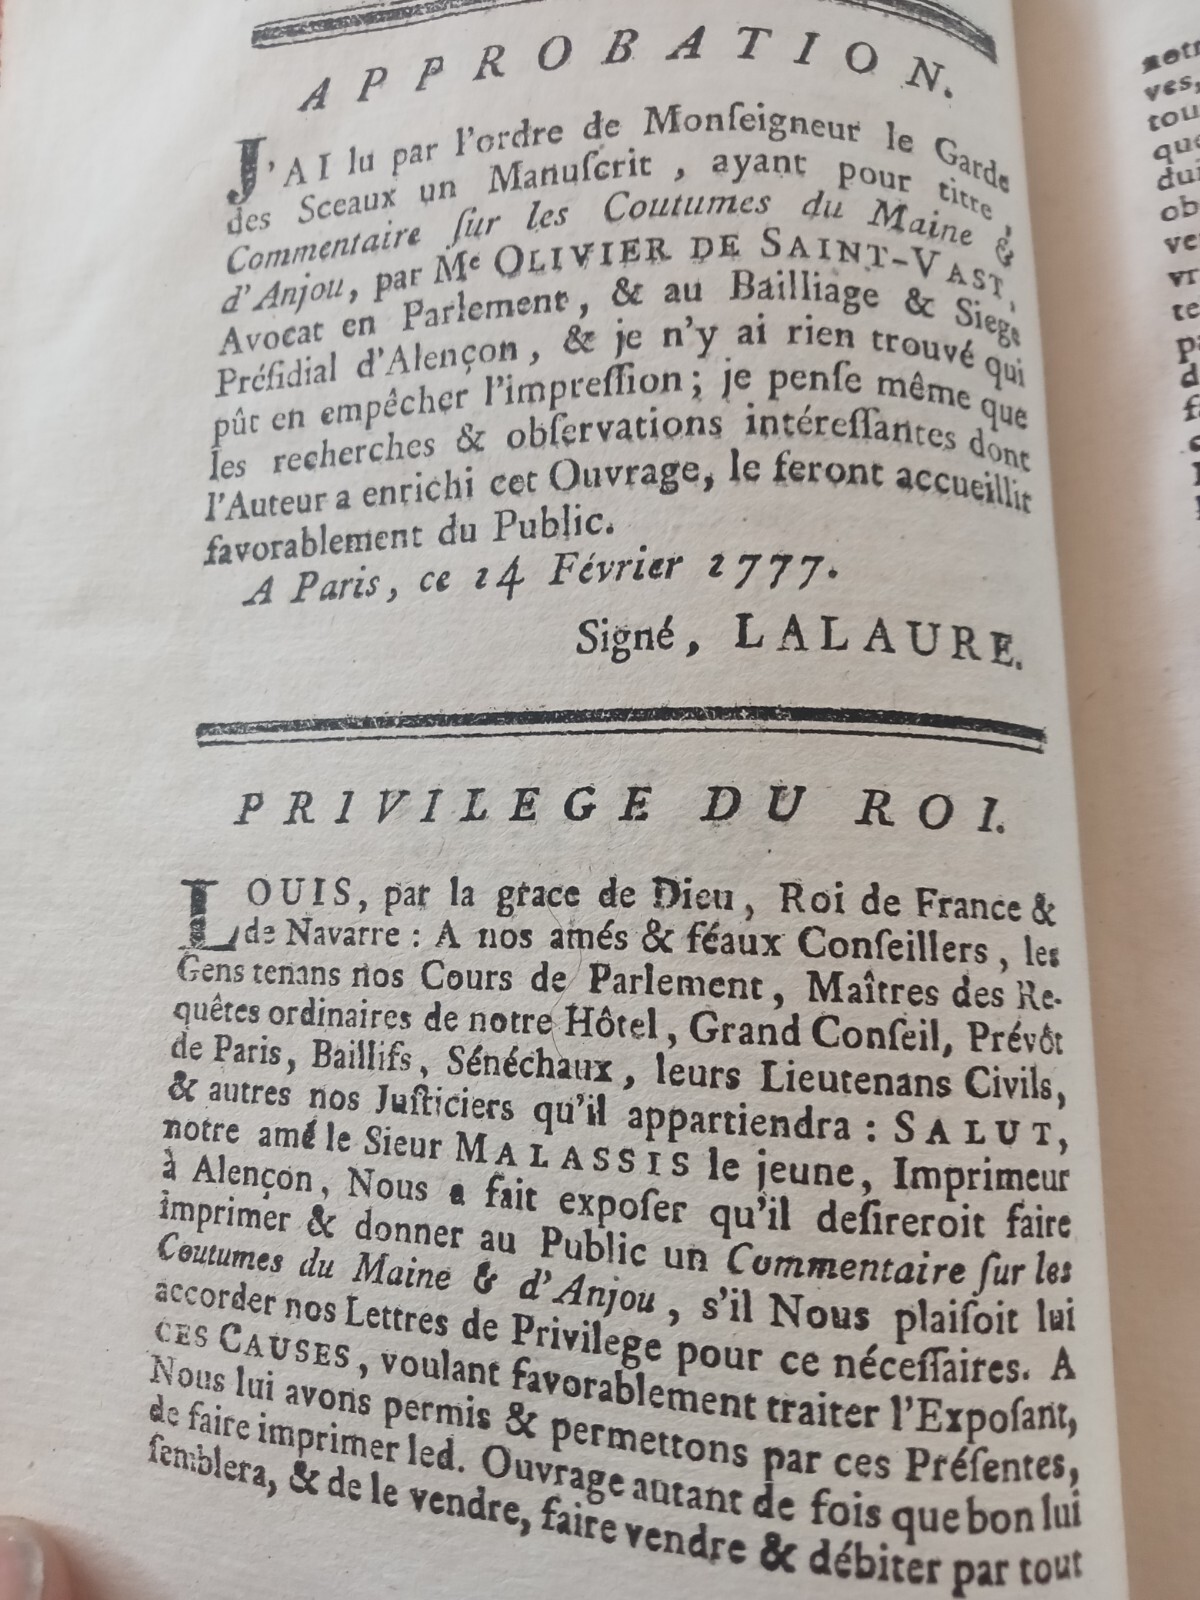 APPROBATION.
J'AI lu par l'ordre de Monſeigneur le Garde
des Sceaux un Manuſcrit, ayant pour titre,
Commentaire ſur les Coutumes du Maine &
d'Anjou, par Me OLIVIER DE SAINT-VAST,
Avocat en Parlement, & au Bailliage & Siege
Préſidial d'Alençon, & je n'y ai rien trouvé qui
pût en empêcher l'impreſſion; je penſe même que
les recherches & obſervations intéreſſantes dont
l'Auteur a enrichi cet Ouvrage, le feront accueillir
favorablement du Public.
A Paris, ce 14 Février 1777.
Signé, LALAURE.
PRIVILEGE DU ROI.
LOUIS, par la grace de Dieu, Roi de France &
de Navarre : A nos amés & féaux Conſeillers, les
Gens tenans nos Cours de Parlement, Maîtres des Re-
quêtes ordinaires de notre Hôtel, Grand Conſeil, Prévôt
de Paris, Baillifs, Sénéchaux, leurs Lieutenans Civils,
& autres nos Juſticiers qu'il appartiendra : SALUT,
notre amé le Sieur MALASSIS le jeune, Imprimeur
à Alençon, Nous a fait expoſer qu'il deſireroit faire
imprimer & donner au Public un Commentaire ſur les
Coutumes du Maine & d'Anjou, s'il Nous plaiſoit lui
accorder nos Lettres de Privilege pour ce néceſſaires. A
CES CAUSES, voulant favorablement traiter l'Expoſant,
Nous lui avons permis & permettons par ces Préſentes,
de faire imprimer led. Ouvrage autant de fois que bon lui
ſemblera, & de le vendre, faire vendre & débiter par tout